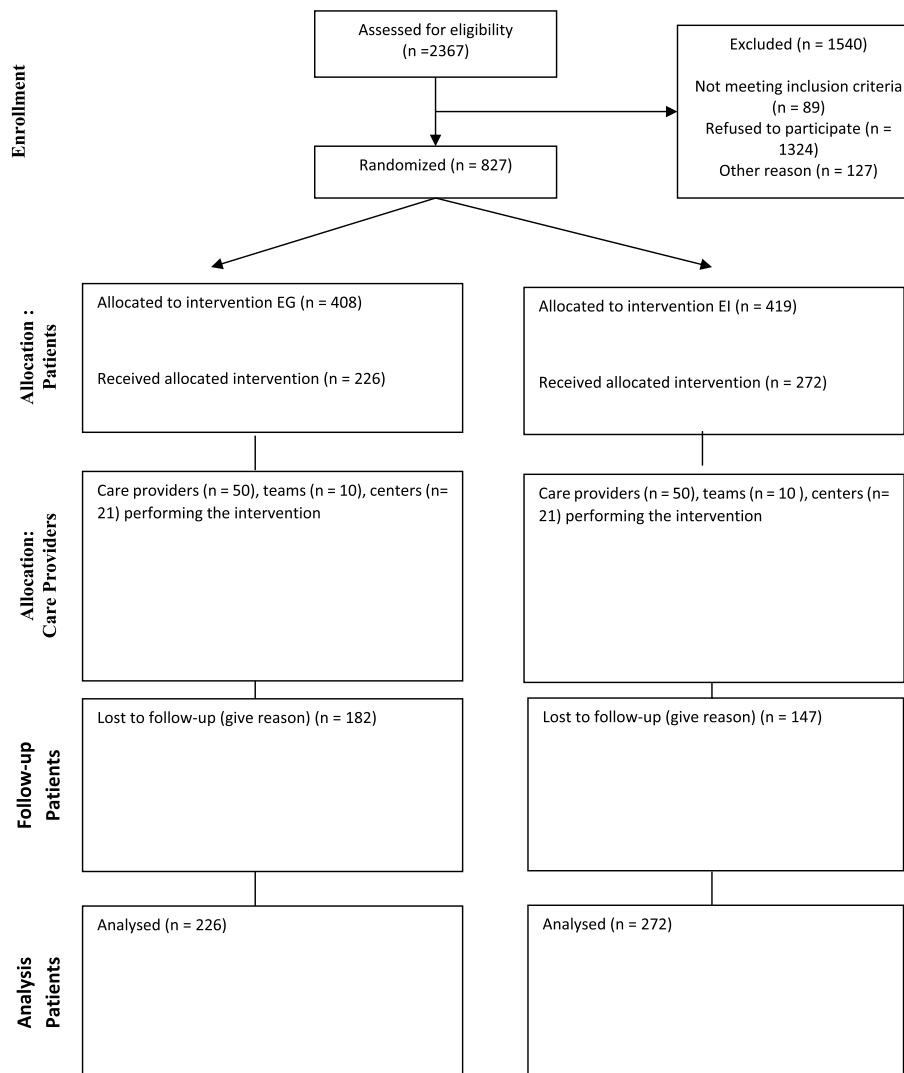 Enrollment
Assessed for eligibility
(n =2367)
Excluded (n = 1540)
Not meeting inclusion criteria
(n = 89)
Refused to participate (n =
1324)
Other reason (n = 127)
Randomized (n = 827)
Allocation :
Patients
Allocated to intervention EG (n = 408)
Received allocated intervention (n = 226)
Allocated to intervention EI (n = 419)
Received allocated intervention (n = 272)
Allocation:
Care Providers
Care providers (n = 50), teams (n = 10), centers (n=
21) performing the intervention
Care providers (n = 50), teams (n = 10 ), centers (n=
21) performing the intervention
Follow-up
Patients
Lost to follow-up (give reason) (n = 182)
Lost to follow-up (give reason) (n = 147)
Analysis
Patients
Analysed (n = 226)
Analysed (n = 272)